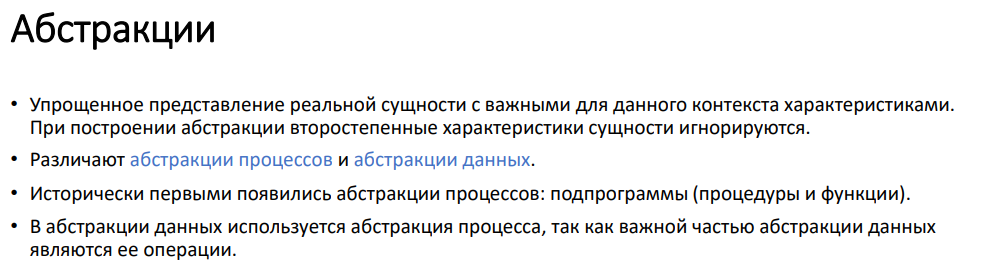 Абстракции
• Упрощенное представление реальной сущности с важными для данного контекста характеристиками.
При построении абстракции второстепенные характеристики сущности игнорируются.
• Различают абстракции процессов и абстракции данных.
• Исторически первыми появились абстракции процессов: подпрограммы (процедуры и функции).
• В абстракции данных используется абстракция процесса, так как важной частью абстракции данных
являются ее операции.